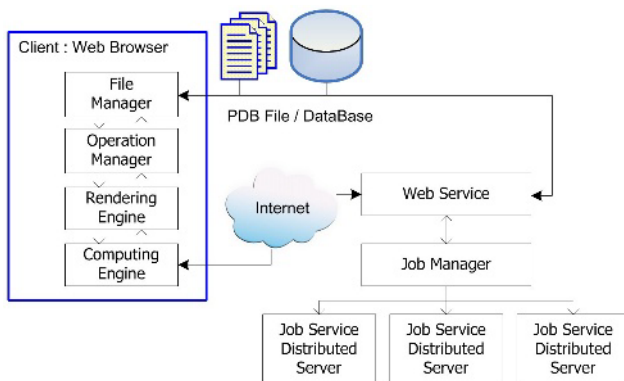 Client : Web Browser
File
Manager
PDB File / DataBase
Operation
Manager
Rendering
Engine
Computing
Engine
Internet
Web Service
Job Manager
Job Service
Distributed
Server
Job Service
Distributed
Server
Job Service
Distributed
Server